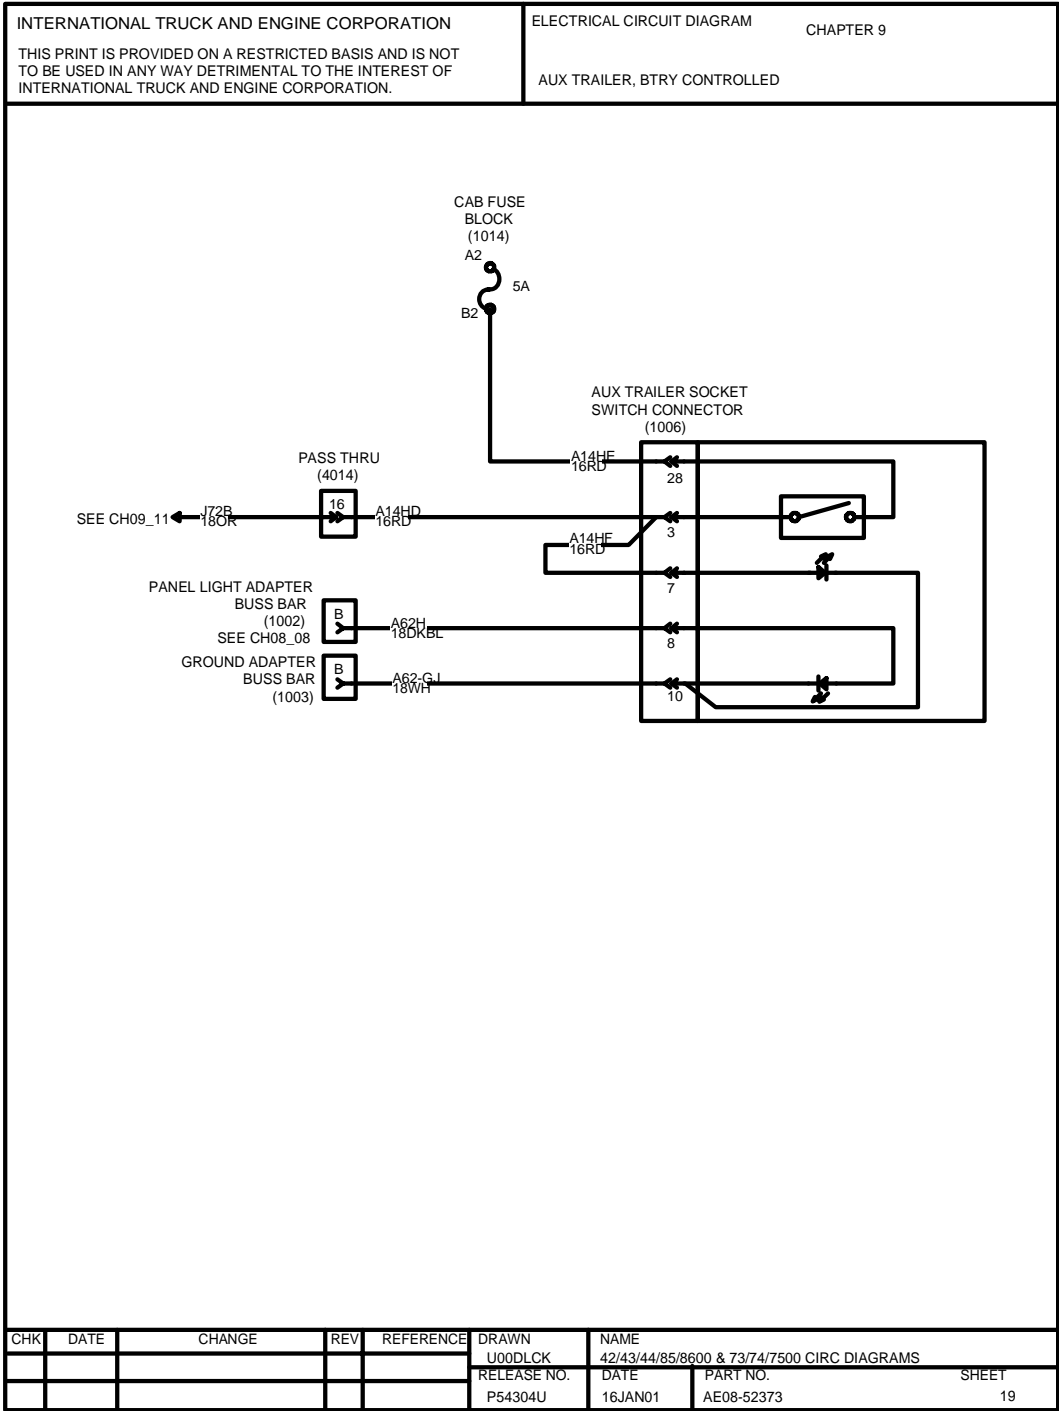 INTERNATIONAL TRUCK AND ENGINE CORPORATION
THIS PRINT IS PROVIDED ON A RESTRICTED BASIS AND IS NOT
TO BE USED IN ANY WAY DETRIMENTAL TO THE INTEREST OF
INTERNATIONAL TRUCK AND ENGINE CORPORATION.
ELECTRICAL CIRCUIT DIAGRAM
CHAPTER 9
AUX TRAILER, BTRY CONTROLLED
CAB FUSE
BLOCK
(1014)
A2
5A
B2
AUX TRAILER SOCKET
SWITCH CONNECTOR
(1006)
A14HE
16RD
28
PASS THRU
(4014)
16
SEE CH09_11
J72B
18OR
A14HD
16RD
3
A14HF
16RD
7
PANEL LIGHT ADAPTER
BUSS BAR
(1002)
SEE CH08_08
B
A62H
18DKBL
8
GROUND ADAPTER
BUSS BAR
(1003)
B
A62-GJ
18WH
10
CHK DATE CHANGE REV REFERENCE
DRAWN
U00DLCK
NAME
42/43/44/85/8600 & 73/74/7500 CIRC DIAGRAMS
RELEASE NO.
P54304U
DATE
16JAN01
PART NO.
AE08-52373
SHEET
19